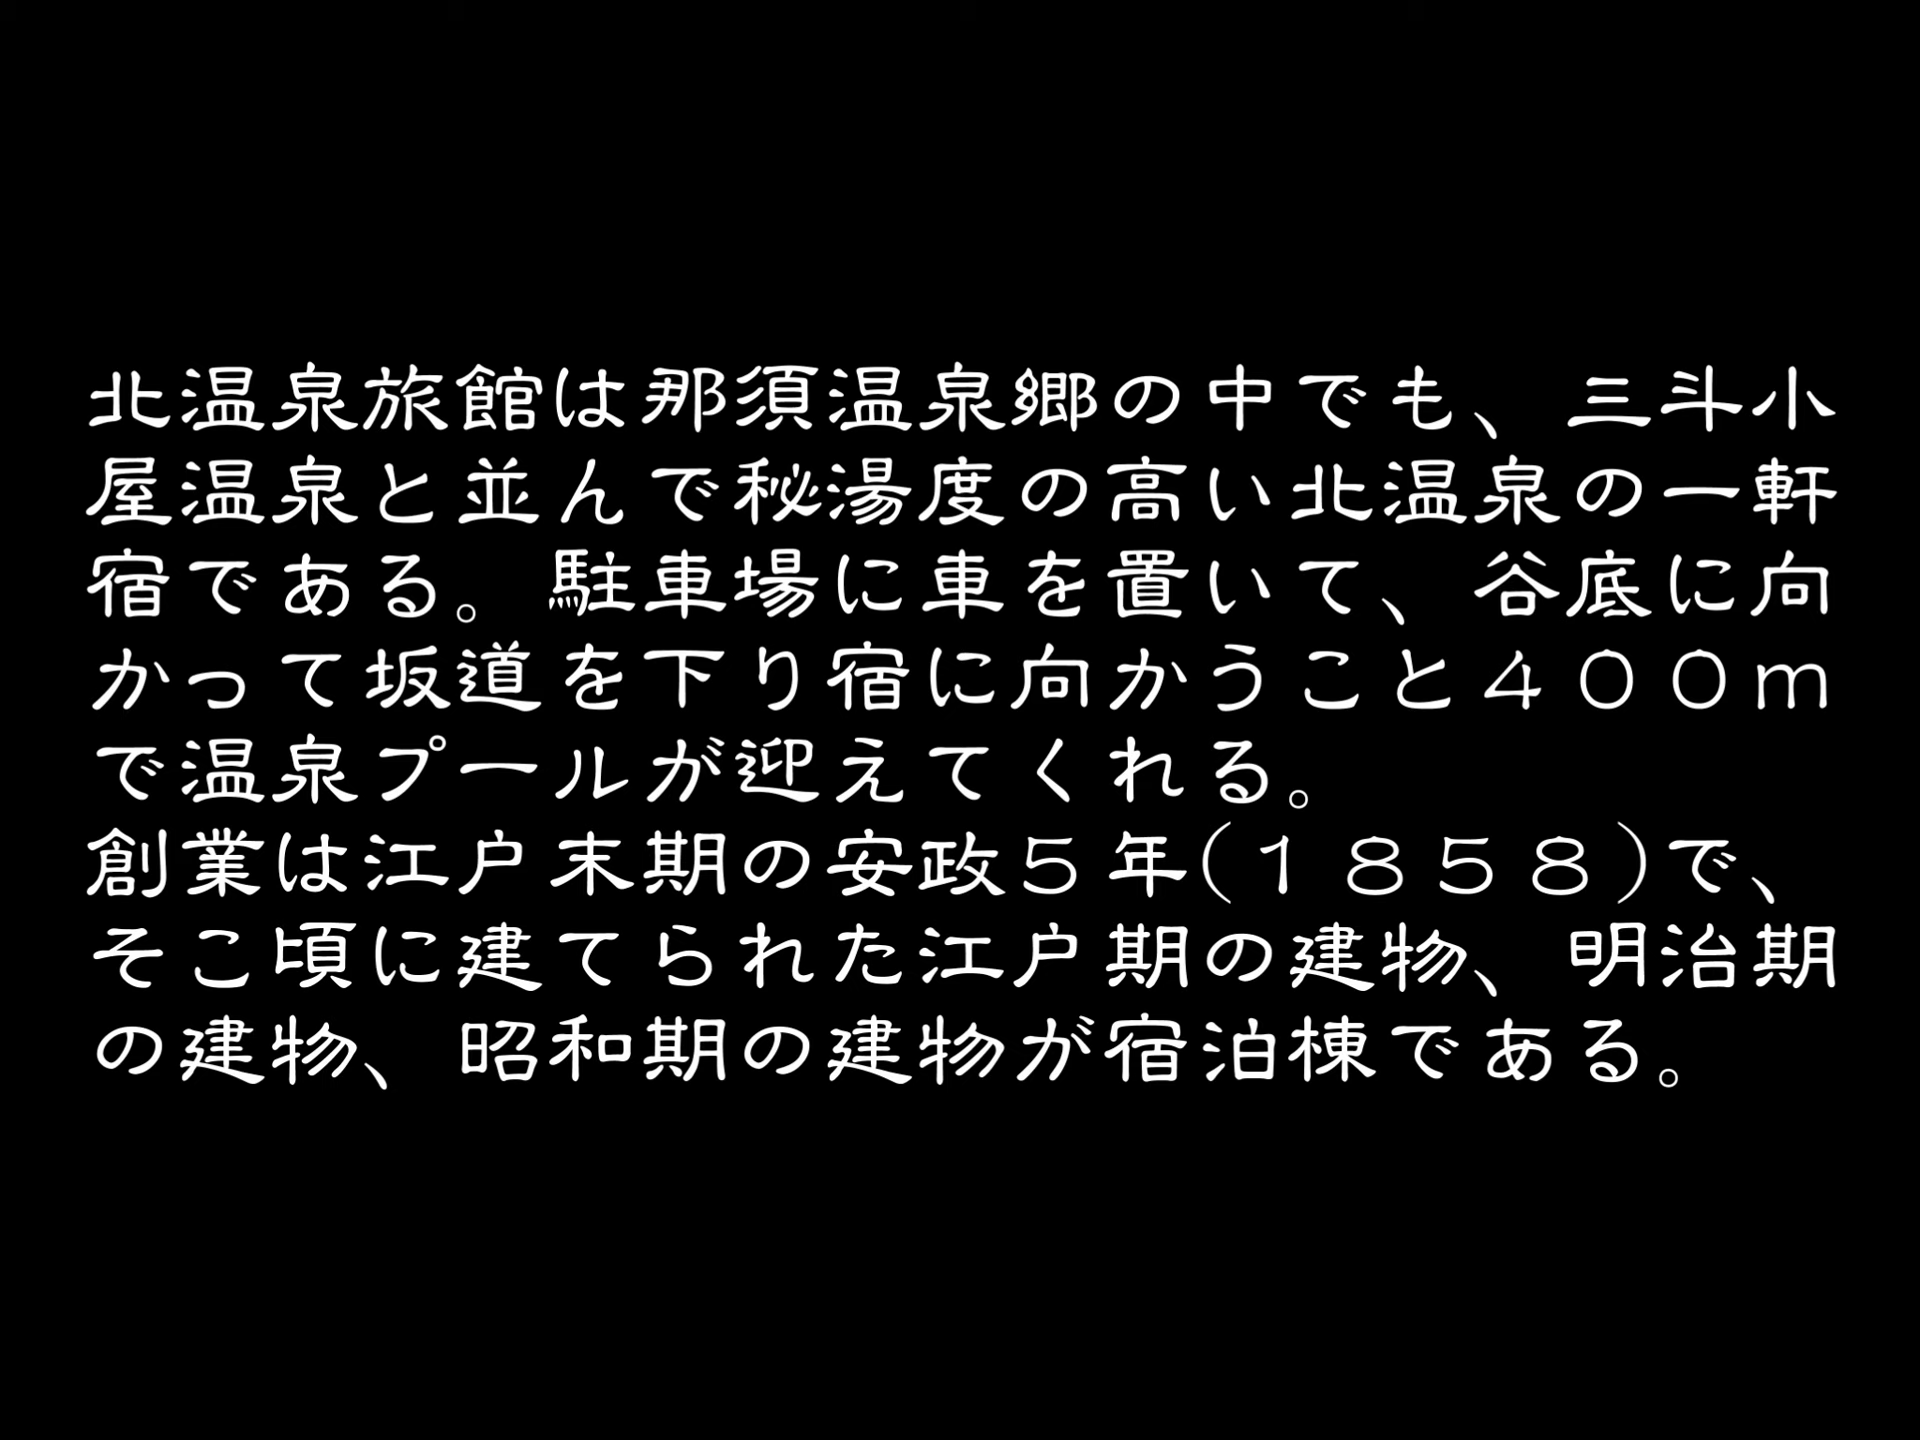 北温泉旅館は那須温泉郷の中でも、三斗小
屋温泉と並んで秘湯度の高い北温泉の一軒
宿である。駐車場に車を置いて、谷底に向
かって坂道を下り宿に向かうこと４００ｍ
で温泉プールが迎えてくれる。
創業は江戸末期の安政５年(１８５８)で、
そこ頃に建てられた江戸期の建物、明治期
の建物、昭和期の建物が宿泊棟である。